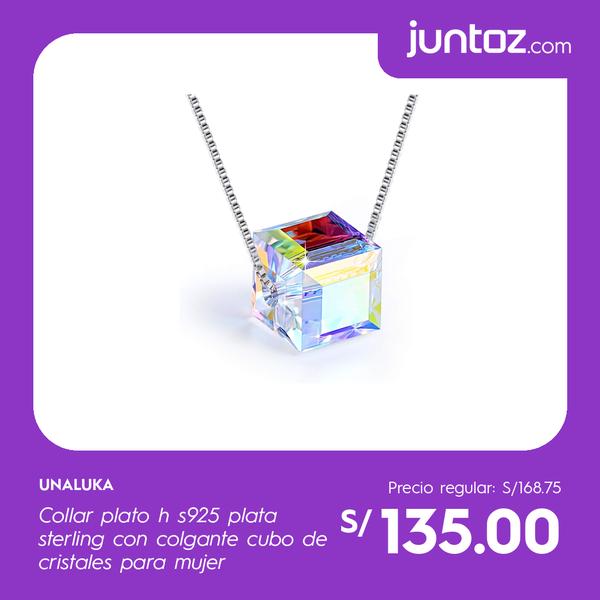 juntoz.com
UNALUKA
Collar plato h s925 plata
sterling con colgante cubo de
cristales para mujer
Precio regular: S/168.75
S/135.00